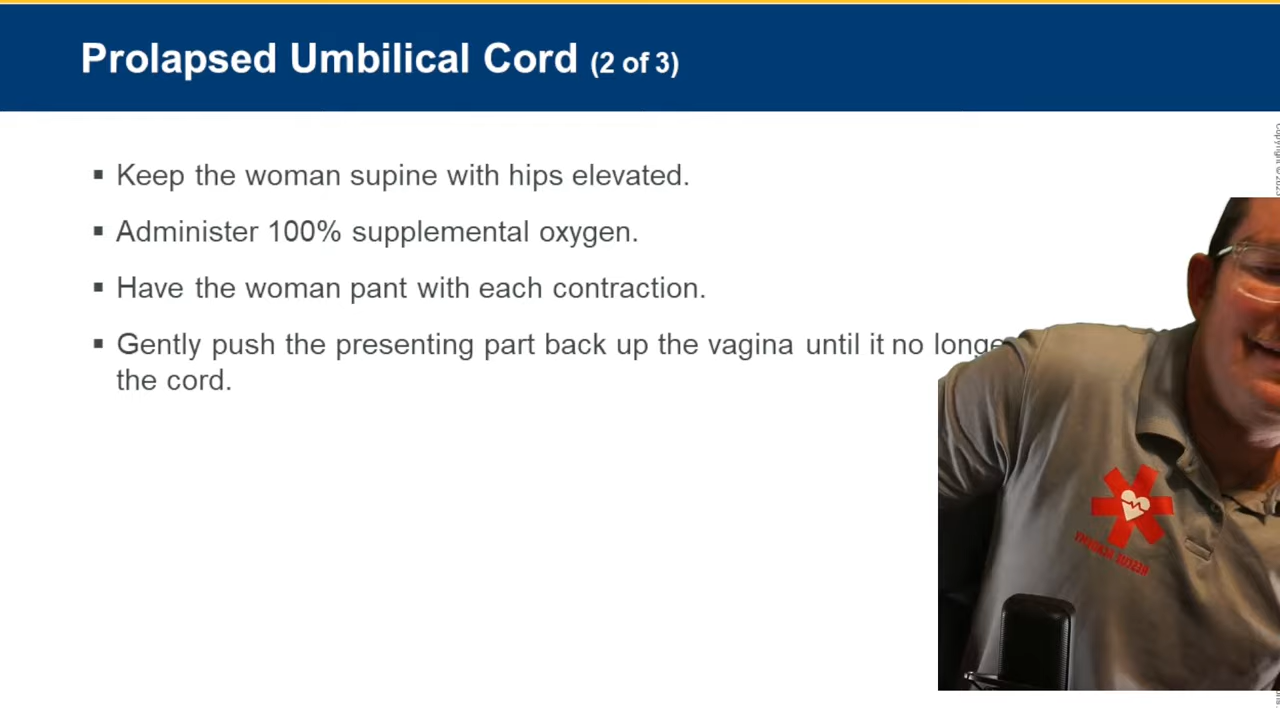 Prolapsed Umbilical Cord (2 of 3)
▪ Keep the woman supine with hips elevated.
▪ Administer 100% supplemental oxygen.
▪ Have the woman pant with each contraction.
▪ Gently push the presenting part back up the vagina until it no longe
the cord.
RESCUE ACADEMY